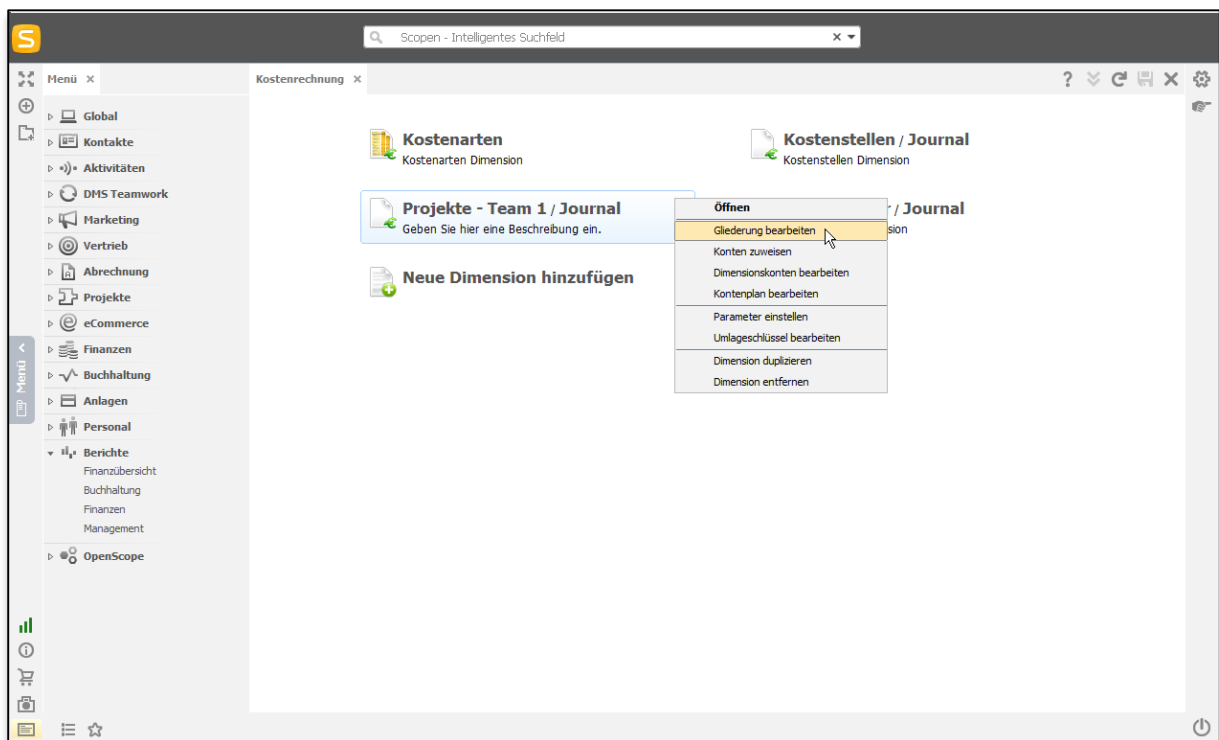 S
Scopen - Intelligentes Suchfeld
Menü
Kostenrechnung
?
Global
Kontakte
Aktivitäten
DMS Teamwork
Marketing
Vertrieb
Abrechnung
Projekte
eCommerce
Finanzen
Buchhaltung
Anlagen
Personal
Berichte
Finanzübersicht
Buchhaltung
Finanzen
Management
OpenScope
Menü
Kostenarten
Kostenarten Dimension
Kostenstellen / Journal
Kostenstellen Dimension
Projekte - Team 1 / Journal
Geben Sie hier eine Beschreibung ein.
/ Journal
Neue Dimension hinzufügen
Öffnen
Gliederung bearbeiten
Konten zuweisen
Dimensionskonten bearbeiten
Kontenplan bearbeiten
Parameter einstellen
Umlageschlüssel bearbeiten
Dimension duplizieren
Dimension entfernen